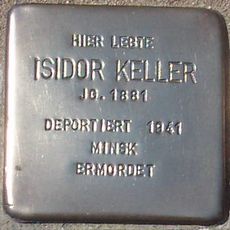 HIER LEBTE
ISIDOR KELLER
JG. 1881
DEPORTIERT 1941
MINSK
ERMORDET